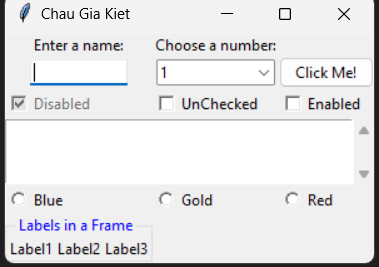 Chau Gia Kiet
Enter a name: Choose a number:
1 Click Me!
Disabled UnChecked Enabled
Blue Gold Red
Labels in a Frame
Label1 Label2 Label3